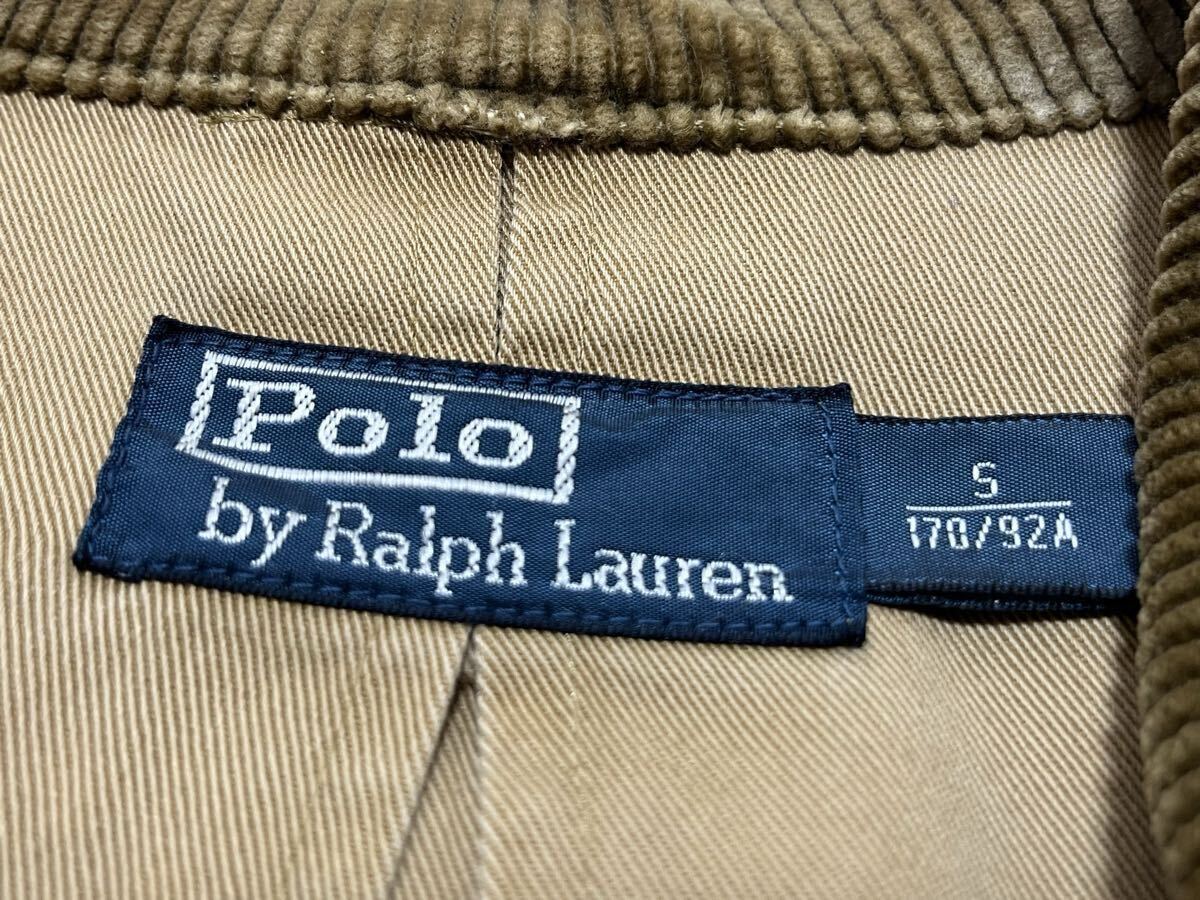 Polo
by Ralph Lauren
S
170/92A